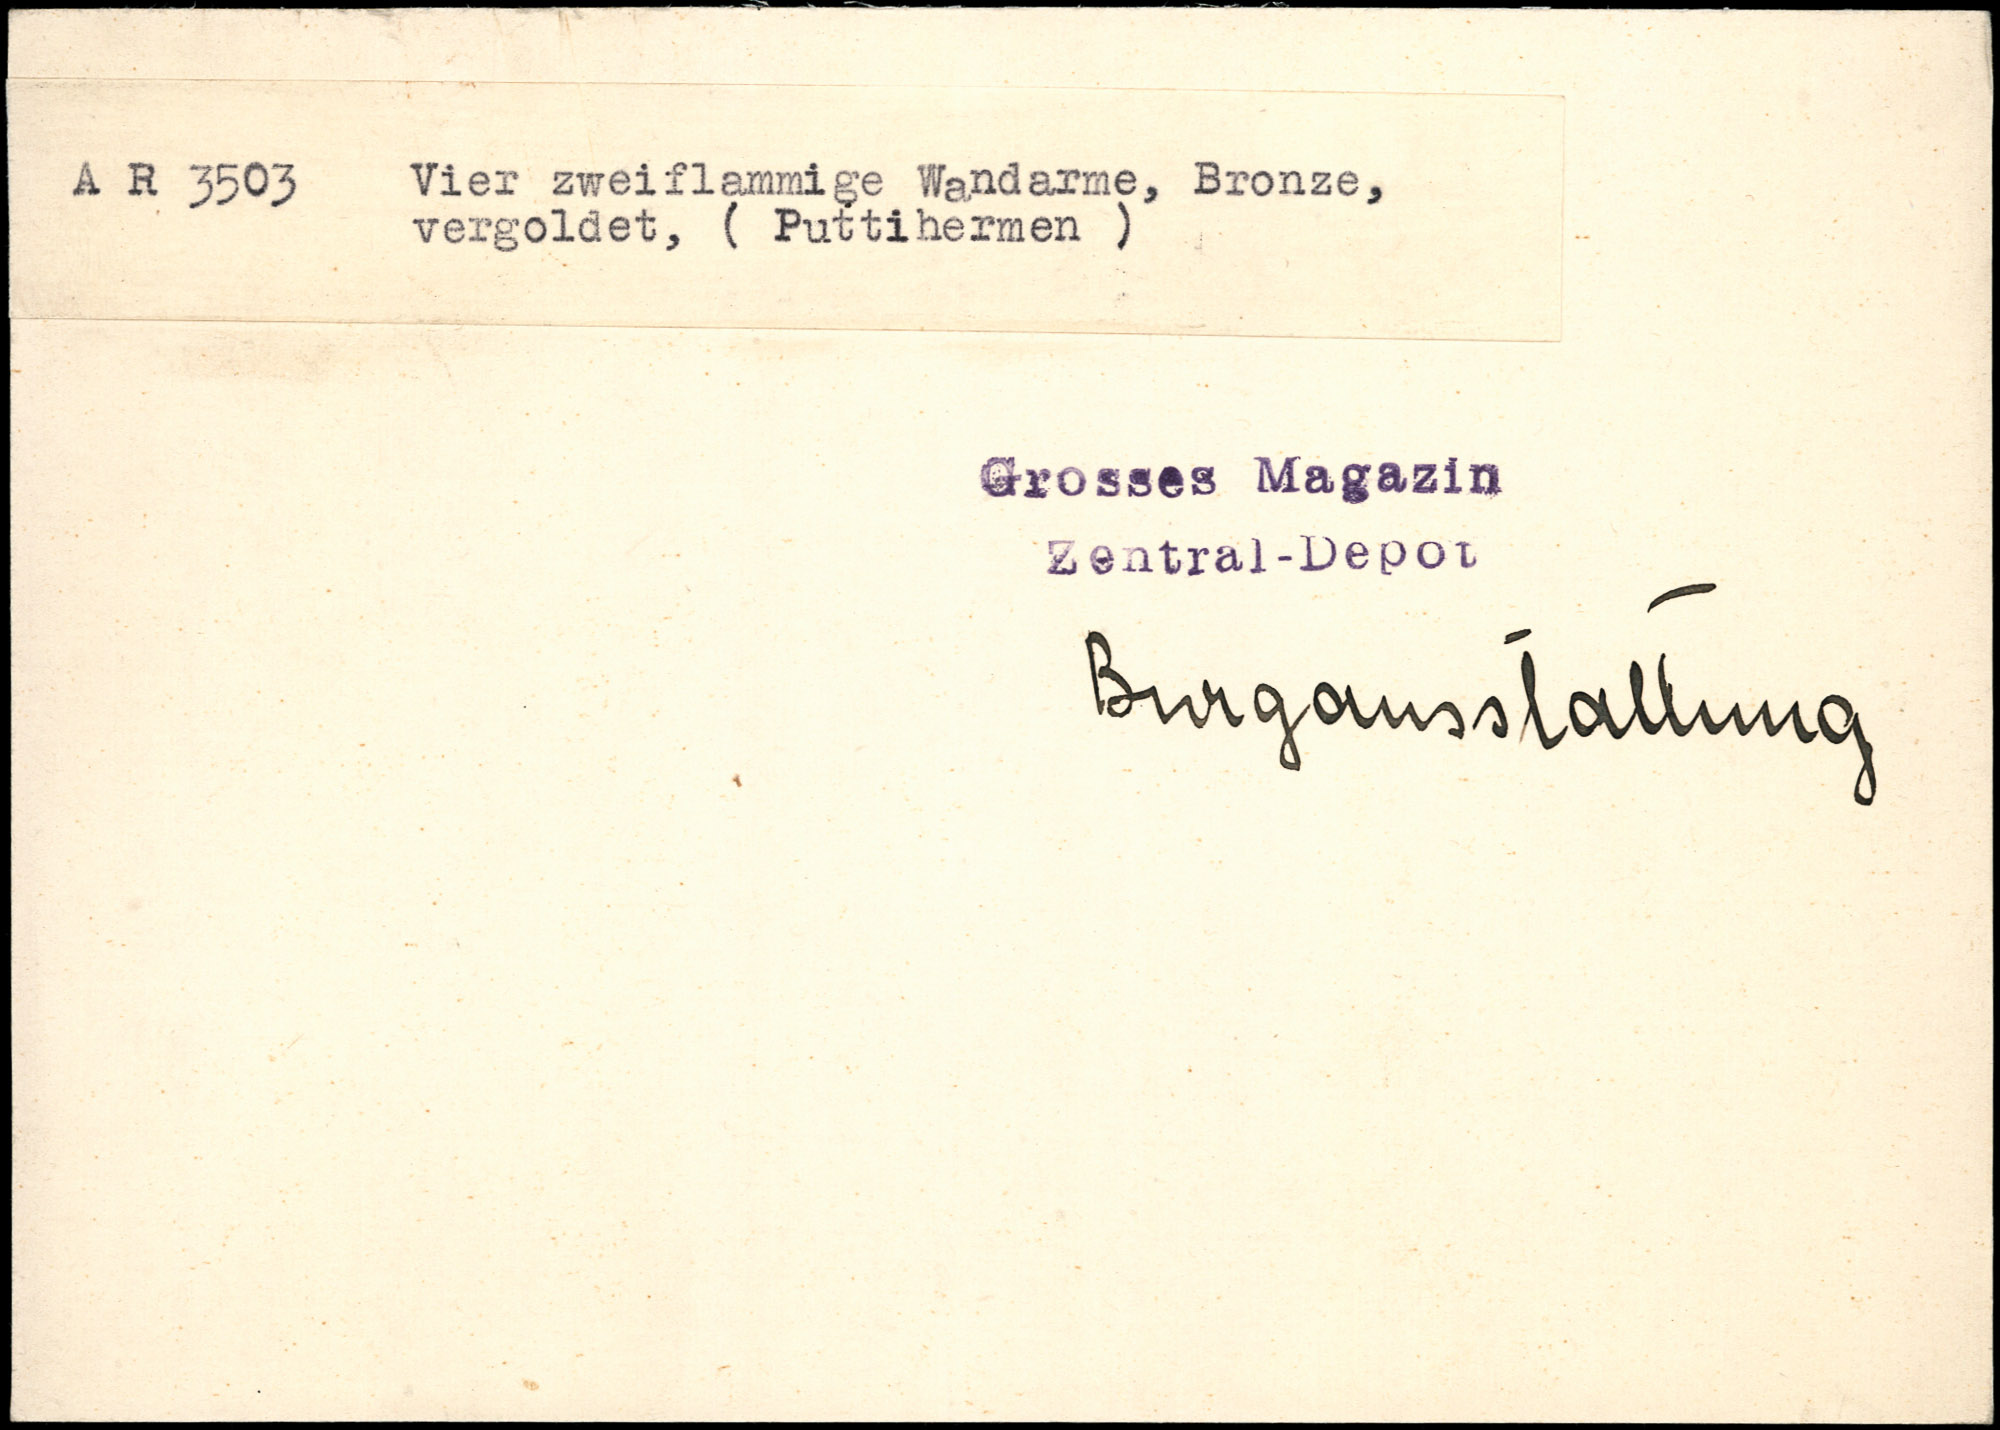 A R 3503 Vier zweiflammige Wandarme, Bronze,
vergoldet, ( Puttihermen )
Grosses Magazin
Zentral-Depot
Burgausstattung